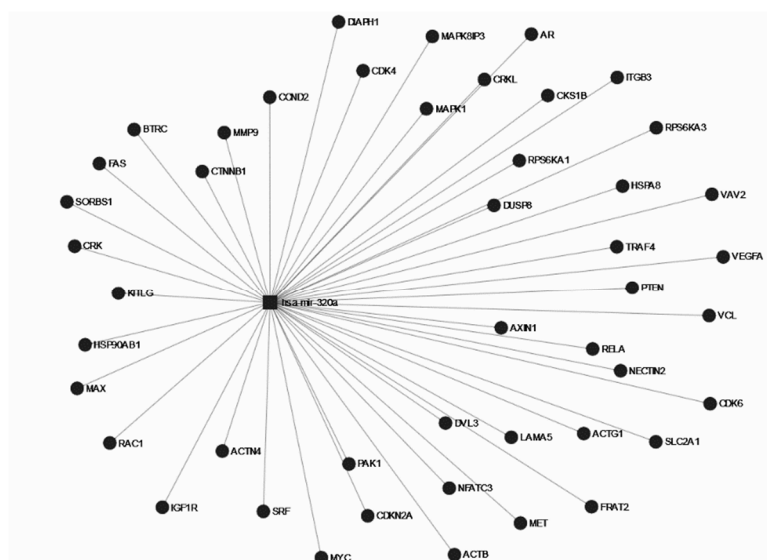 DIAPH1
MAPK8IP3
AR
CDK4
CRKL
ITGB3
CKS1B
CCND2
MAPK1
BTRC
MMP9
RPS6KA3
FAS
CTNNB1
RPS6KA1
HSPA8
VAV2
SORBS1
DUSP8
CRK
TRAF4
VEGFA
KITLG
PTEN
hsa-mir-320a
VCL
AXIN1
HSP90AB1
RELA
NECTIN2
MAX
CDK6
DVL3
LAMA5
ACTG1
SLC2A1
RAC1
ACTN4
PAK1
NFATC3
IGF1R
SRF
CDKN2A
MET
FRAT2
MYC
ACTB